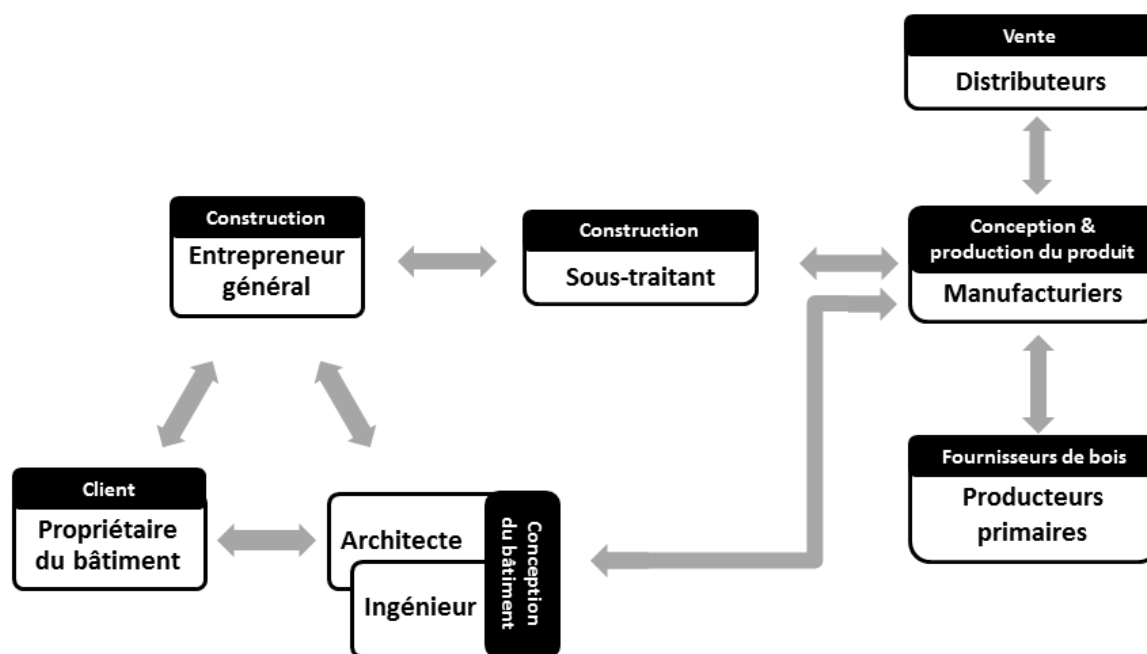 Vente
Distributeurs
Construction
Entrepreneur
général
Construction
Sous-traitant
Conception &
production du produit
Manufacturiers
Client
Propriétaire
du bâtiment
Architecte
Ingénieur
Conception
du bâtiment
Fournisseurs de bois
Producteurs
primaires